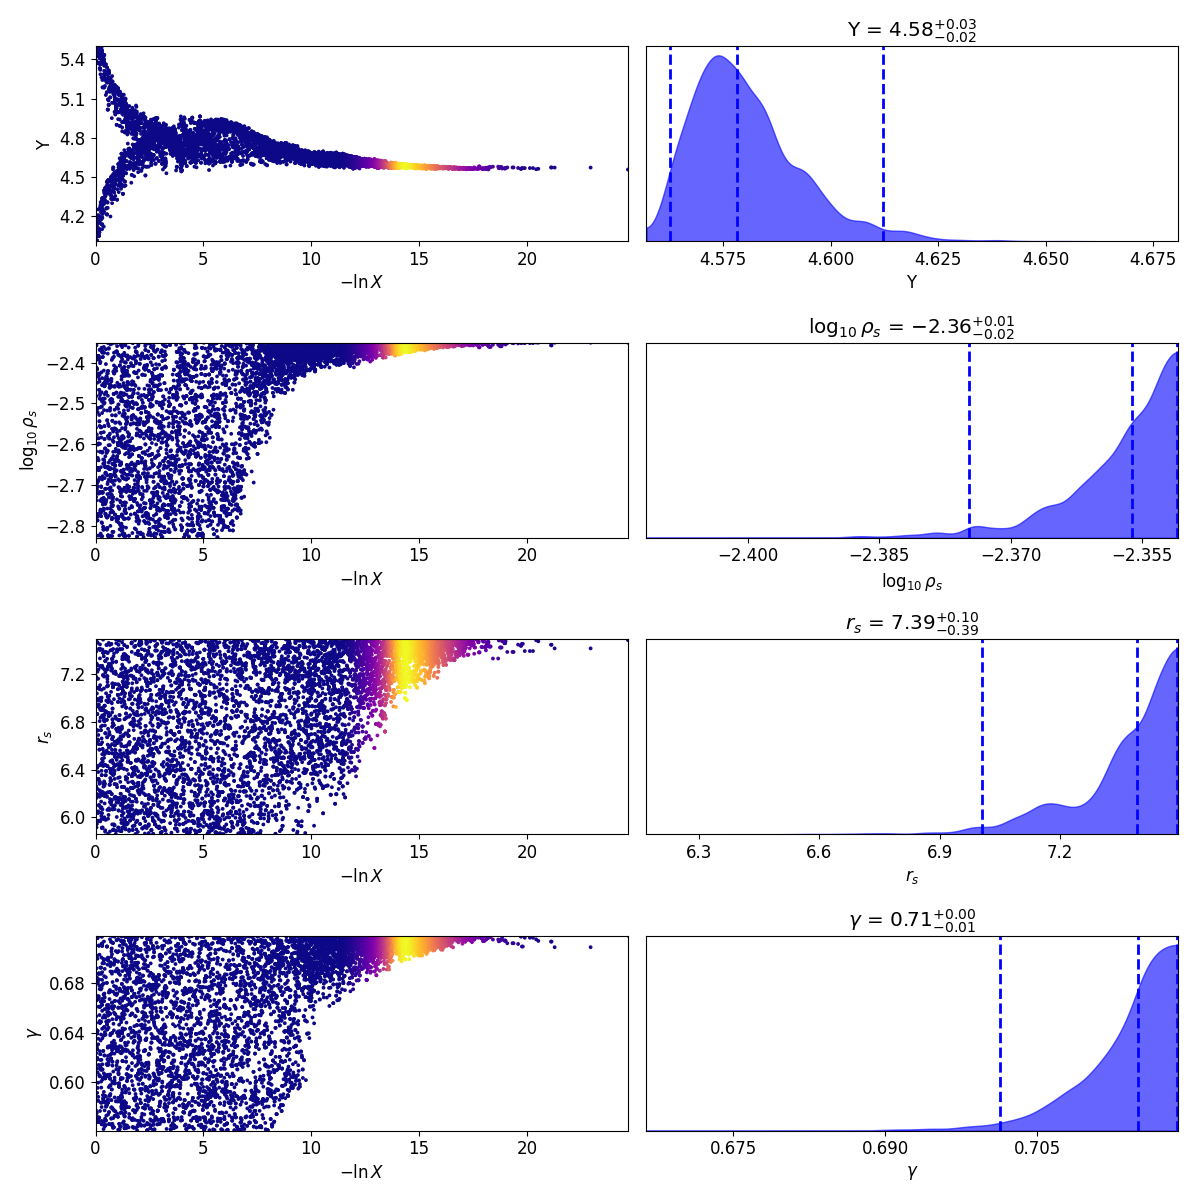 Y = 4.58^{+0.03}_{-0.02}
5.4
5.1
4.8
4.5
4.2
Y
0 5 10 15 20
−ln X
4.575 4.600 4.625 4.650 4.675
Y
log₁₀ ρₛ = −2.36^{+0.01}_{−0.02}
−2.4
−2.5
−2.6
−2.7
−2.8
log₁₀ ρₛ
0 5 10 15 20
−ln X
−2.400 −2.385 −2.370 −2.355
log₁₀ ρₛ
rₛ = 7.39^{+0.10}_{−0.39}
7.2
6.8
6.4
6.0
rₛ
0 5 10 15 20
−ln X
6.3 6.6 6.9 7.2
rₛ
γ = 0.71^{+0.00}_{−0.01}
0.68
0.64
0.60
γ
0 5 10 15 20
−ln X
0.675 0.690 0.705
γ